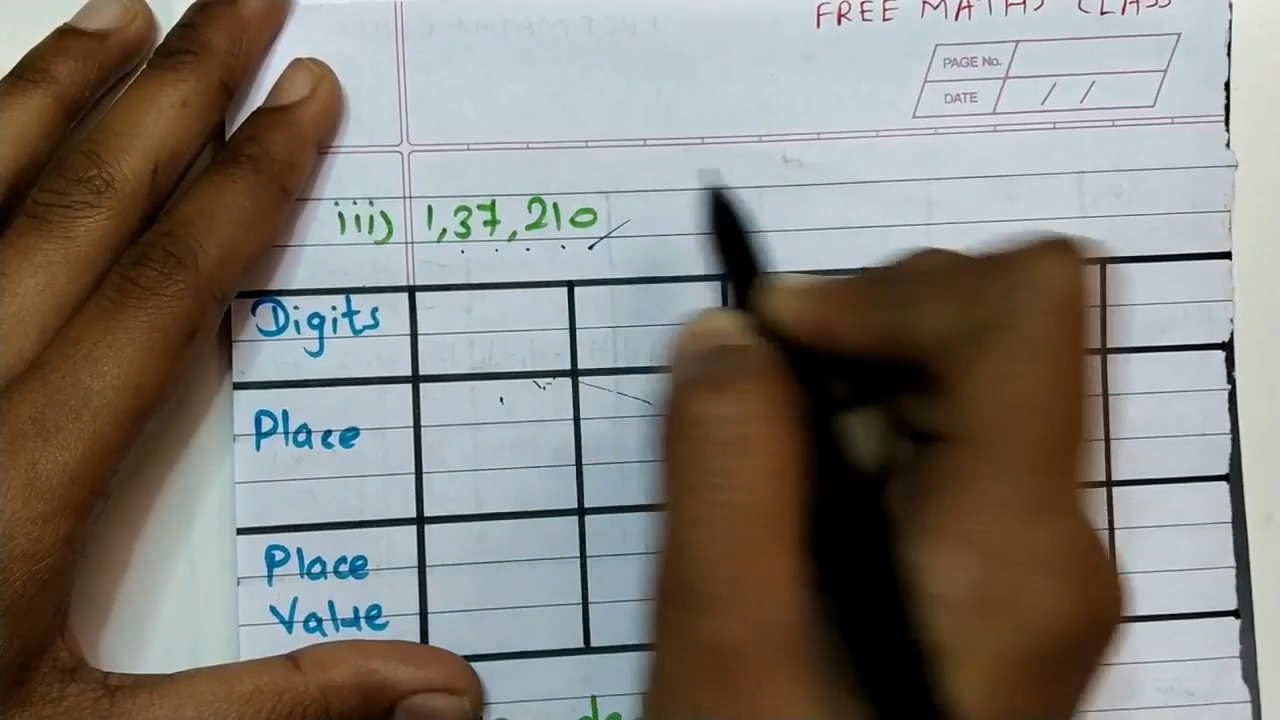 FREE MATHS CLASS
PAGE No.
DATE / /
iii) 1,37,210
Digits
Place
Place
Value